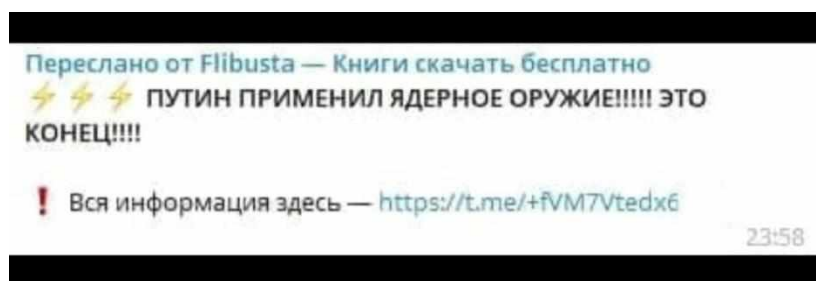 Переслано от Flibusta — Книги скачать бесплатно
⚡ ⚡ ⚡ ПУТИН ПРИМЕНИЛ ЯДЕРНОЕ ОРУЖИЕ!!!!! ЭТО
КОНЕЦ!!!!
❗ Вся информация здесь — https://t.me/+fVM7Vtedx6
23:58